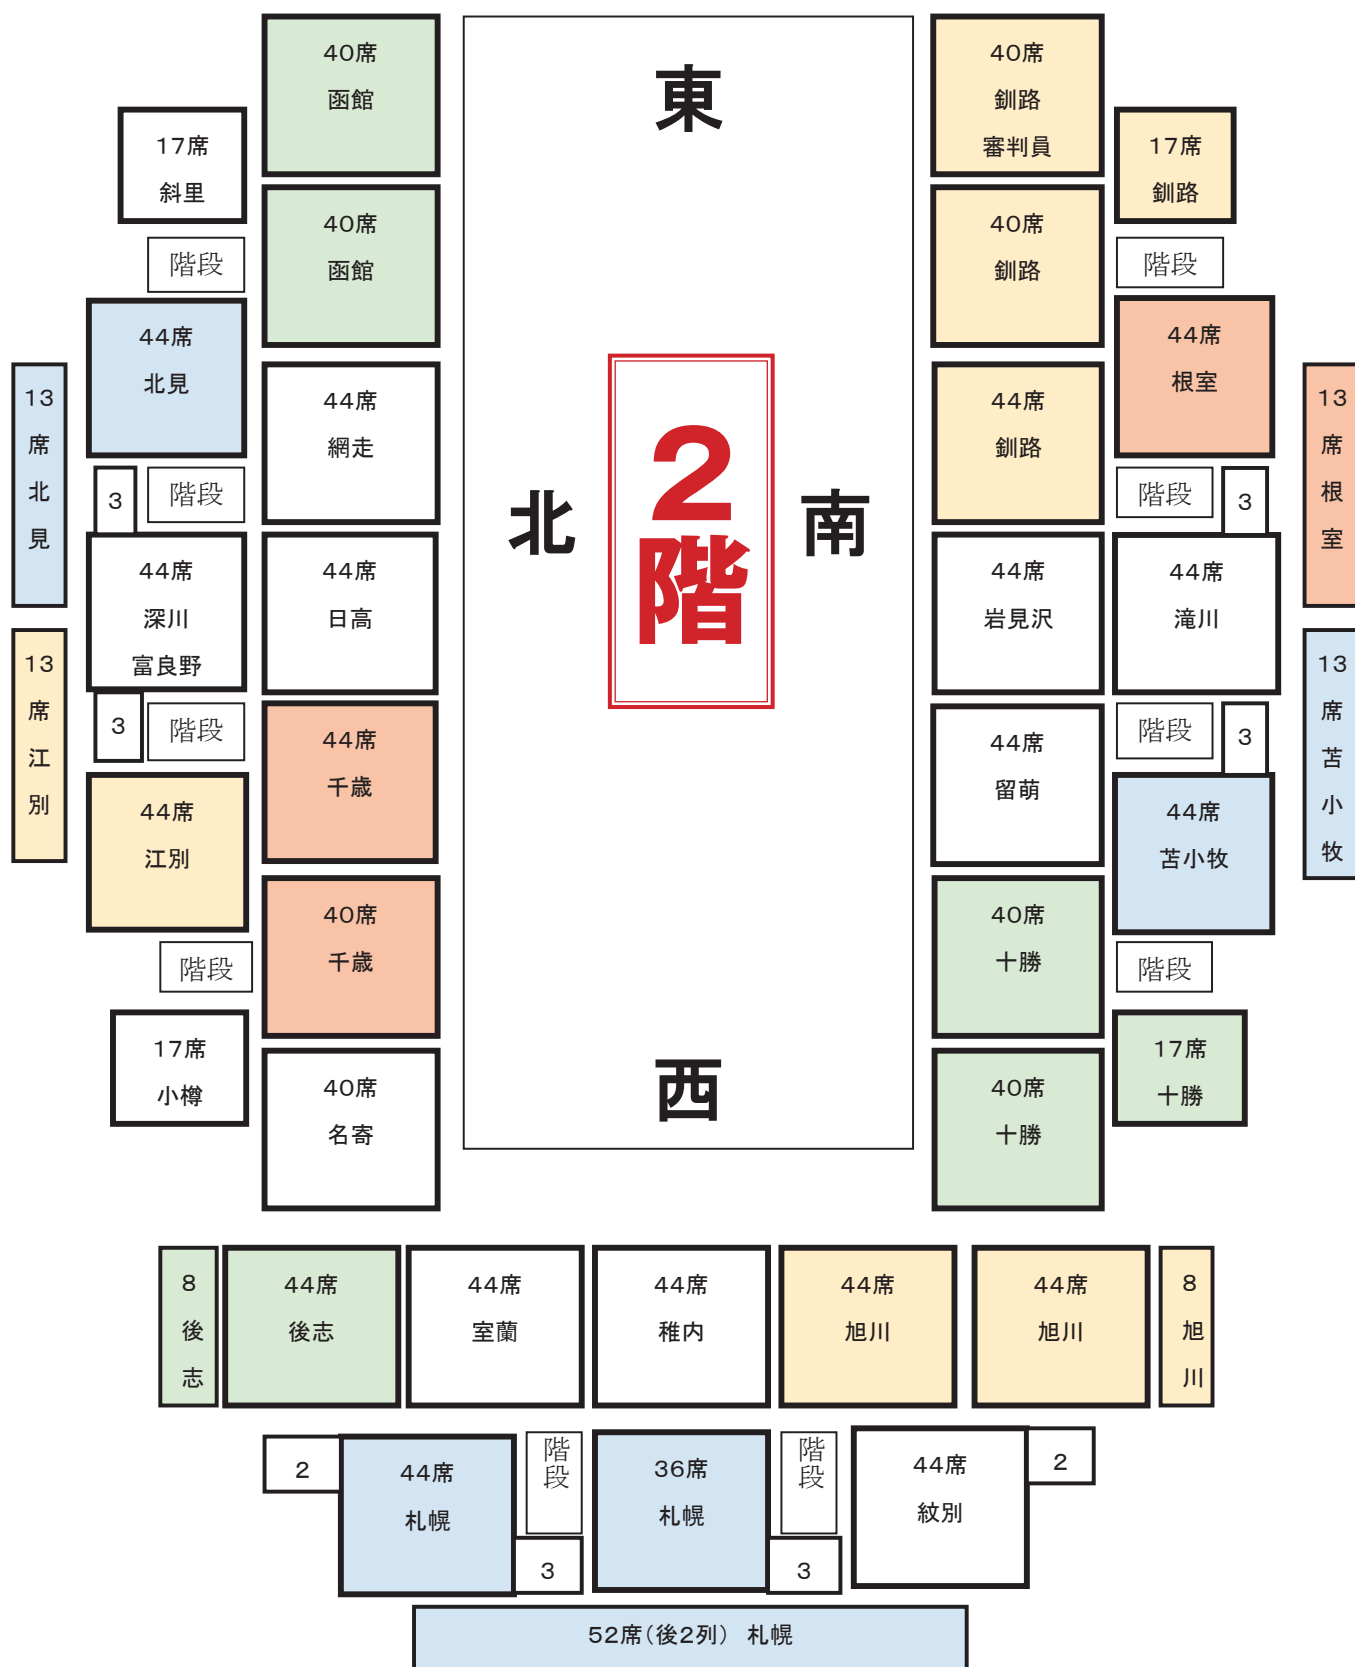 40席
函館
東
40席
釧路
審判員
17席
斜里
17席
釧路
40席
函館
40席
釧路
階段
階段
44席
北見
44席
根室
13
席
北
見
44席
網走
2
階
44席
釧路
13
席
根
室
3
階段
北
南
階段
3
44席
深川
富良野
44席
日高
44席
岩見沢
44席
滝川
13
席
江
別
13
席
苫
小
牧
3
階段
44席
千歳
44席
留萌
階段
3
44席
江別
44席
苫小牧
40席
千歳
40席
十勝
階段
階段
17席
小樽
17席
十勝
40席
名寄
西
40席
十勝
8
後
志
44席
後志
44席
室蘭
44席
稚内
44席
旭川
44席
旭川
8
旭
川
2
44席
札幌
階段
36席
札幌
階段
44席
紋別
2
3
3
52席(後2列) 札幌